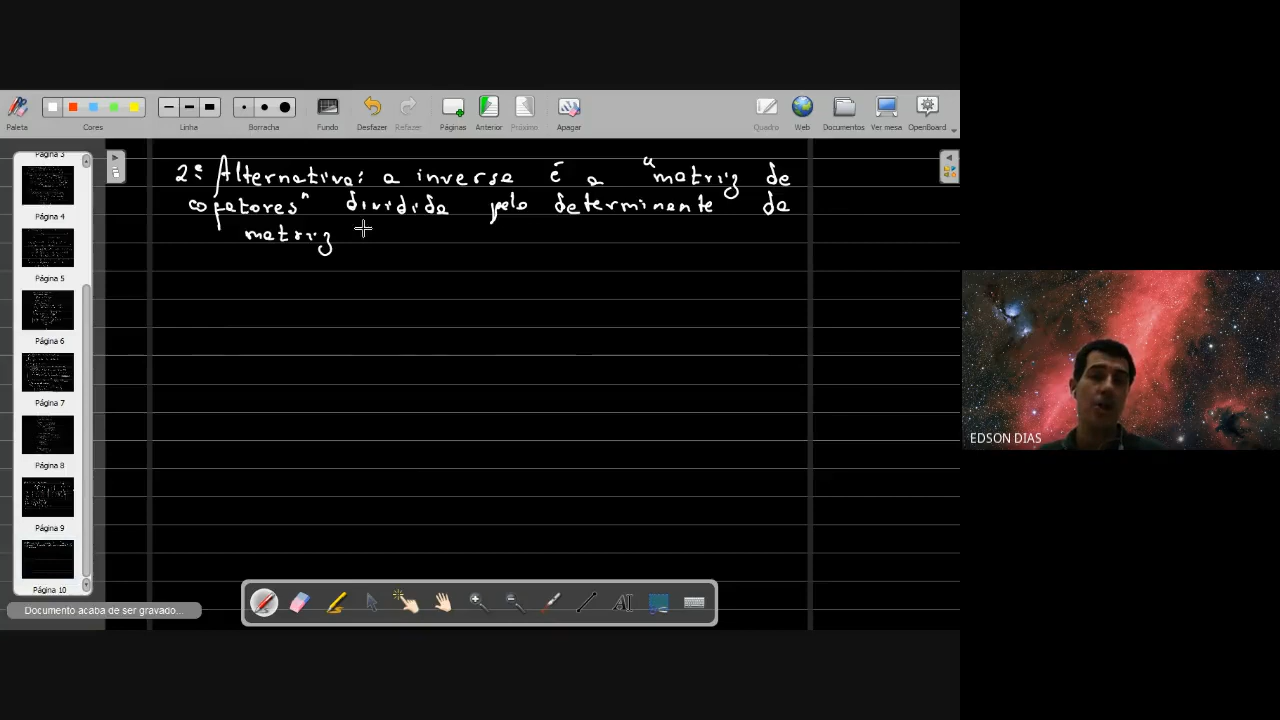 Paleta
Cores
Linha
Borracha
Fundo
Desfazer
Refazer
Páginas
Anterior
Próximo
Apagar
Quadro
Web
Documentos
Ver mesa
OpenBoard
Página 3
Página 4
Página 5
Página 6
Página 7
Página 8
Página 9
Página 10
2ª Alternativa: a inversa é a "matriz de
cofatores" dividida pelo determinante da
matriz
Documento acaba de ser gravado...
AI
EDSON DIAS